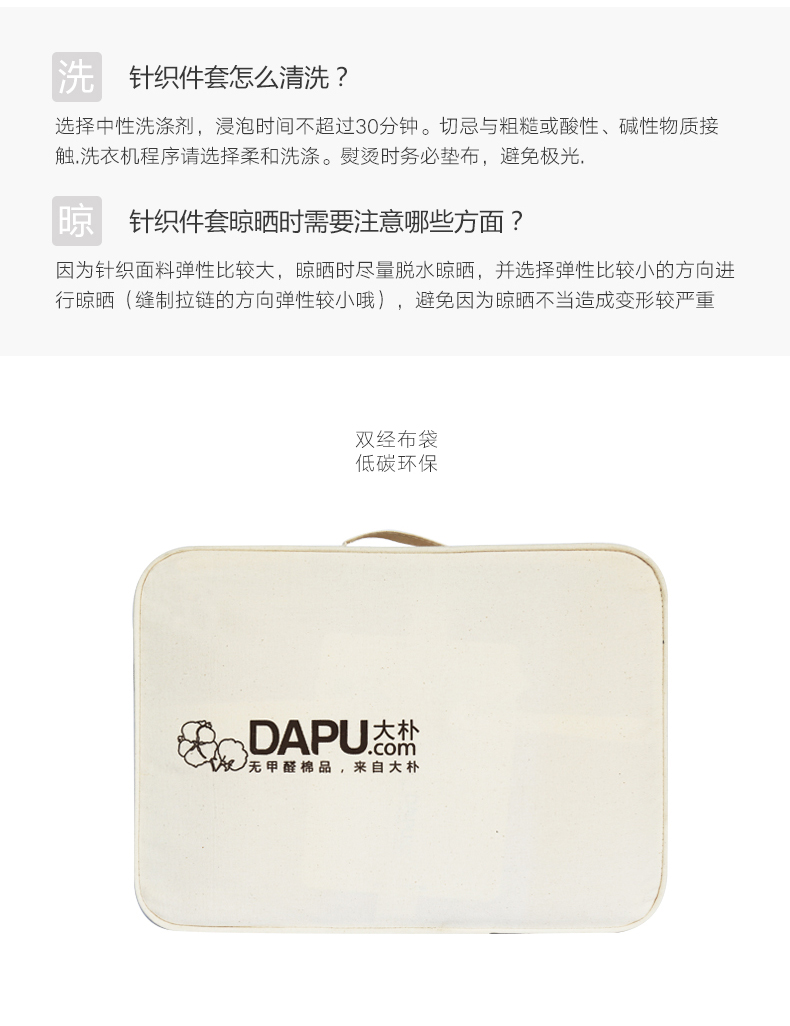 洗 针织件套怎么清洗？
选择中性洗涤剂，浸泡时间不超过30分钟。切忌与粗糙或酸性、碱性物质接
触.洗衣机程序请选择柔和洗涤。熨烫时务必垫布，避免极光.
晾 针织件套晾晒时需要注意哪些方面？
因为针织面料弹性比较大，晾晒时尽量脱水晾晒，并选择弹性比较小的方向进
行晾晒（缝制拉链的方向弹性较小哦），避免因为晾晒不当造成变形较严重
双经布袋
低碳环保
DAPU大朴.com
无甲醛棉品，来自大朴